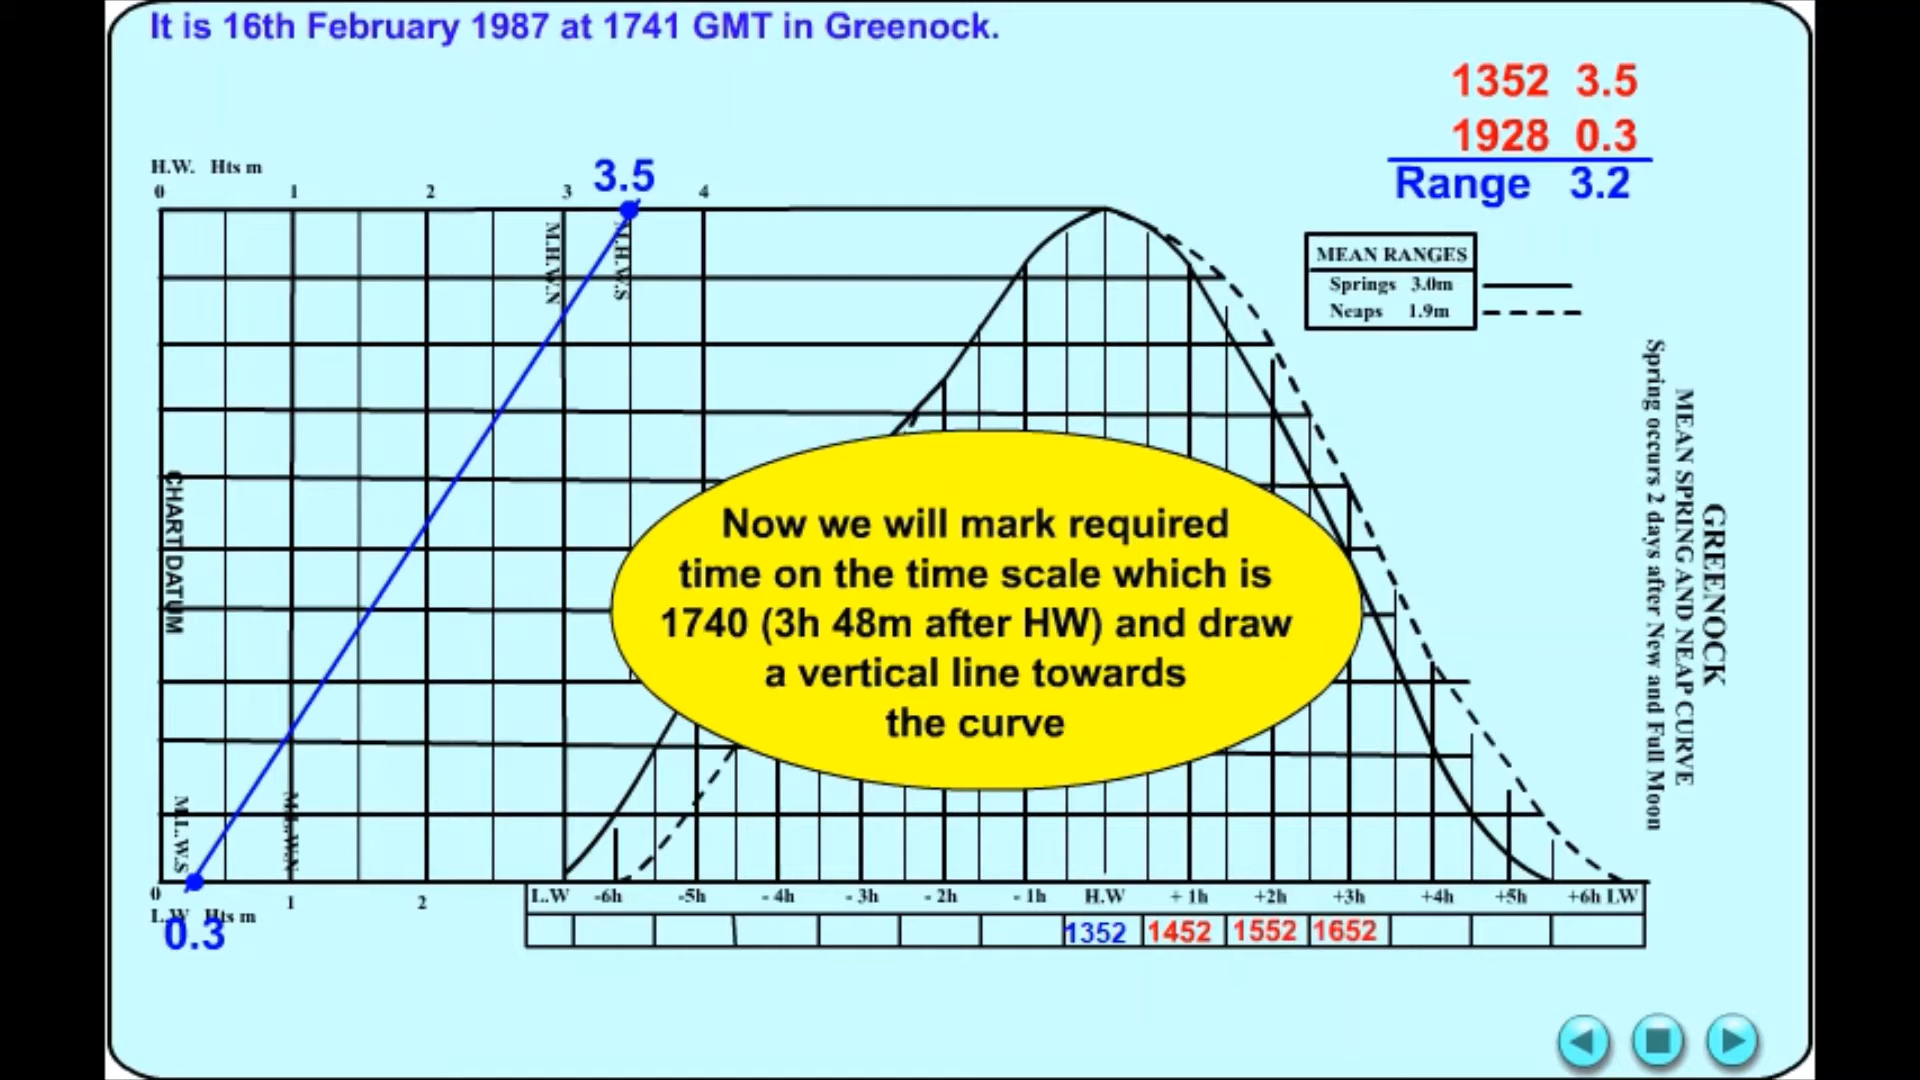 It is 16th February 1987 at 1741 GMT in Greenock.
1352 3.5
1928 0.3
Range 3.2
H.W. Hts m
3.5
0 1 2 3 4
M.H.W.N
M.H.W.S
MEAN RANGES
Springs 3.0m
Neaps 1.9m
GREENOCK
MEAN SPRING AND NEAP CURVE
Spring occurs 2 days after New and Full Moon
CHART DATUM
Now we will mark required
time on the time scale which is
1740 (3h 48m after HW) and draw
a vertical line towards
the curve
M.L.W.S
M.L.W.N
0 1 2
L.W Hts m
0.3
L.W -6h -5h - 4h - 3h - 2h - 1h H.W + 1h +2h +3h +4h +5h +6h LW
1352 1452 1552 1652